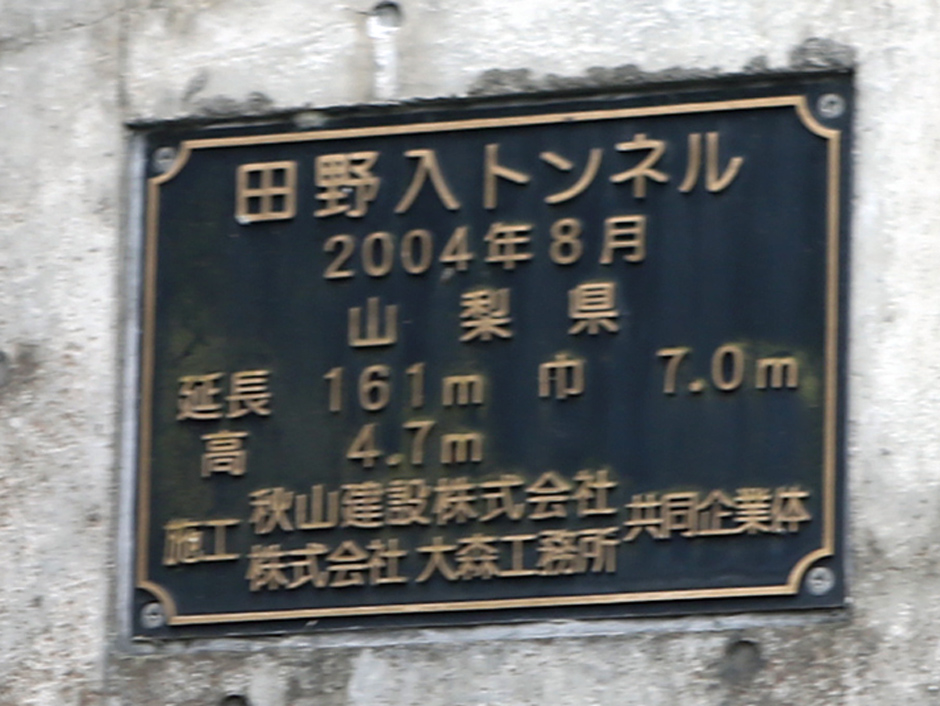 田野入トンネル
2004年8月
山梨県
延長 161m 巾 7.0m
高 4.7m
施工 秋山建設株式会社 共同企業体
株式会社 大森工務所